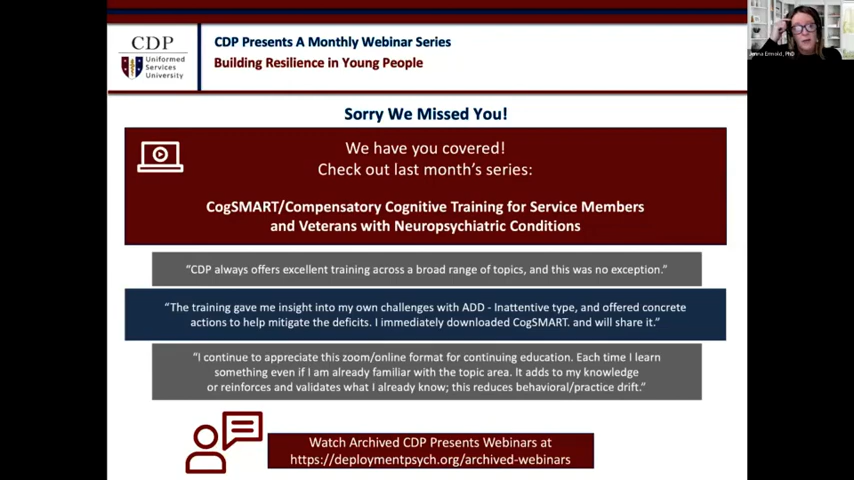 CDP
Uniformed
Services
University
CDP Presents A Monthly Webinar Series
Building Resilience in Young People
Sorry We Missed You!
We have you covered!
Check out last month's series:
CogSMART/Compensatory Cognitive Training for Service Members
and Veterans with Neuropsychiatric Conditions
"CDP always offers excellent training across a broad range of topics, and this was no exception."
"The training gave me insight into my own challenges with ADD - Inattentive type, and offered concrete
actions to help mitigate the deficits. I immediately downloaded CogSMART. and will share it."
"I continue to appreciate this zoom/online format for continuing education. Each time I learn
something even if I am already familiar with the topic area. It adds to my knowledge
or reinforces and validates what I already know; this reduces behavioral/practice drift."
Watch Archived CDP Presents Webinars at
https://deploymentpsych.org/archived-webinars
Ermold, PhD